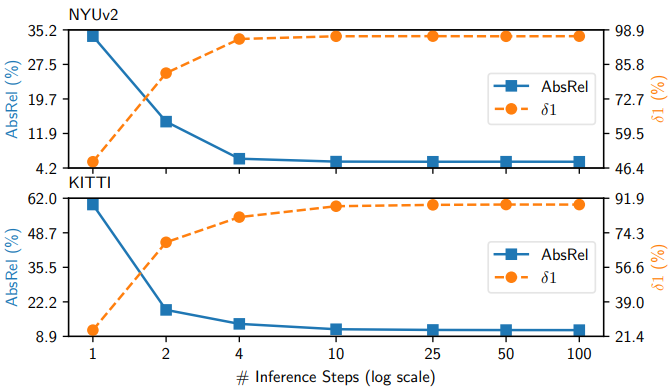 NYUv2
35.2
27.5
19.7
11.9
4.2
AbsRel (%)
98.9
85.8
72.7
59.5
46.4
δ1 (%)
AbsRel
δ1
KITTI
62.0
48.7
35.5
22.2
8.9
AbsRel (%)
91.9
74.3
56.6
39.0
21.4
δ1 (%)
AbsRel
δ1
1 2 4 10 25 50 100
# Inference Steps (log scale)